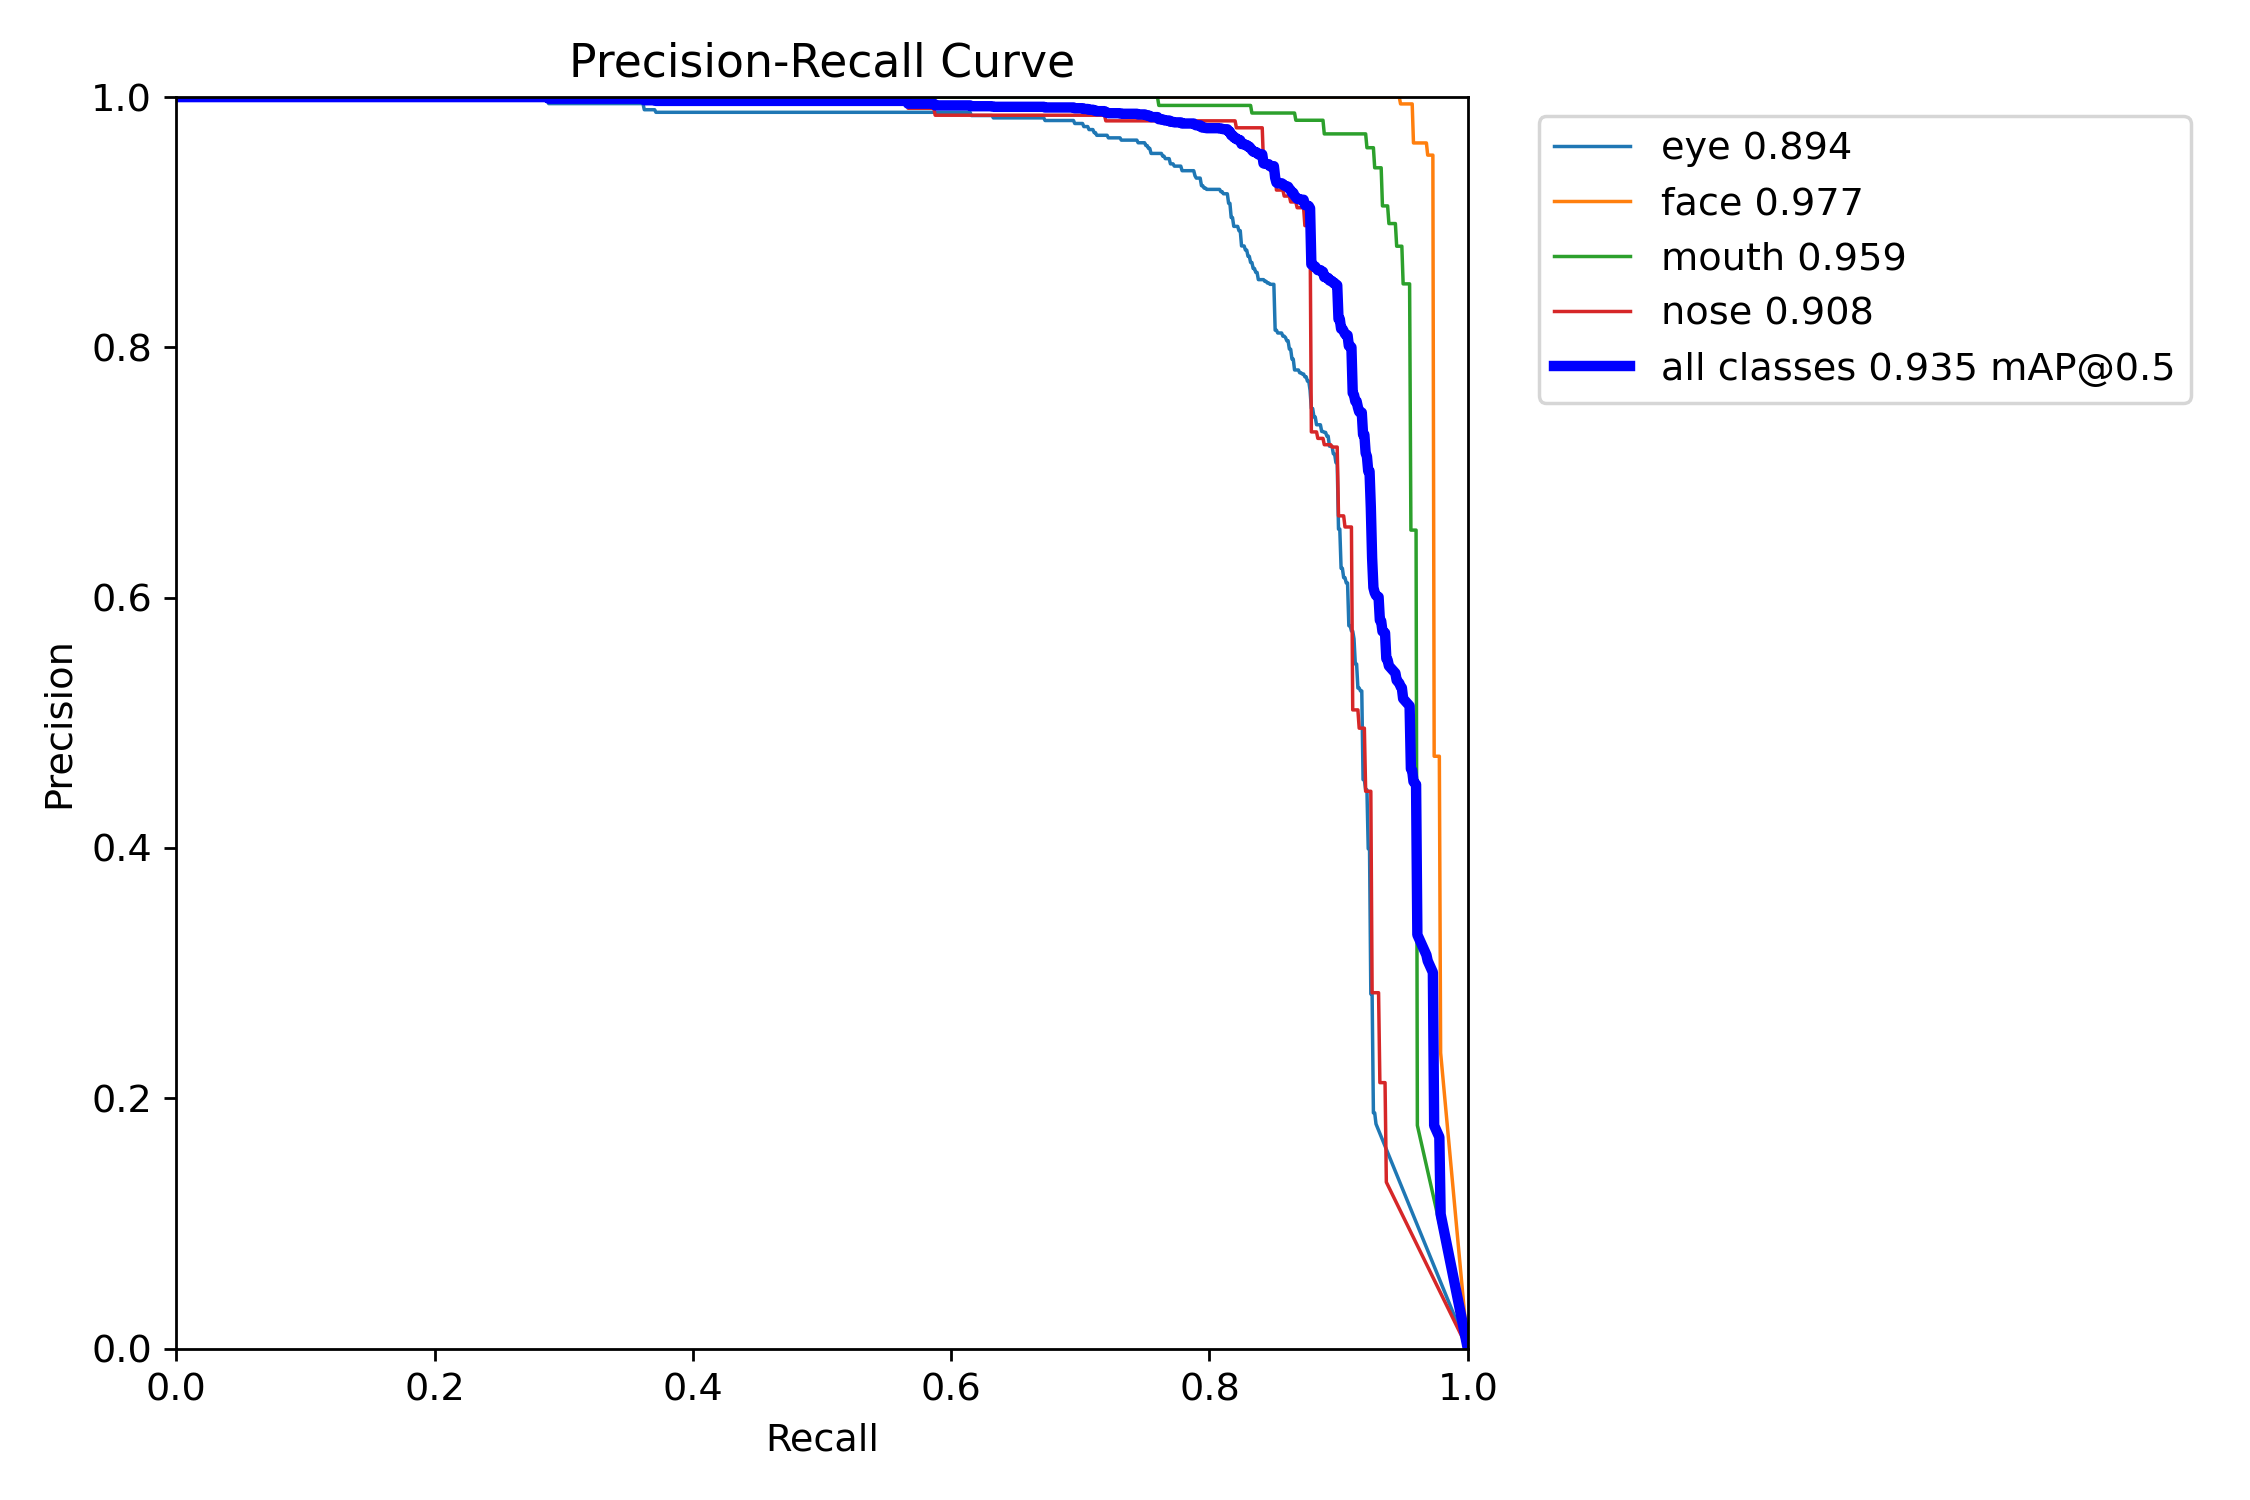 Precision-Recall Curve
1.0
0.8
0.6
0.4
0.2
0.0
Precision
0.0 0.2 0.4 0.6 0.8 1.0
Recall
eye 0.894
face 0.977
mouth 0.959
nose 0.908
all classes 0.935 mAP@0.5